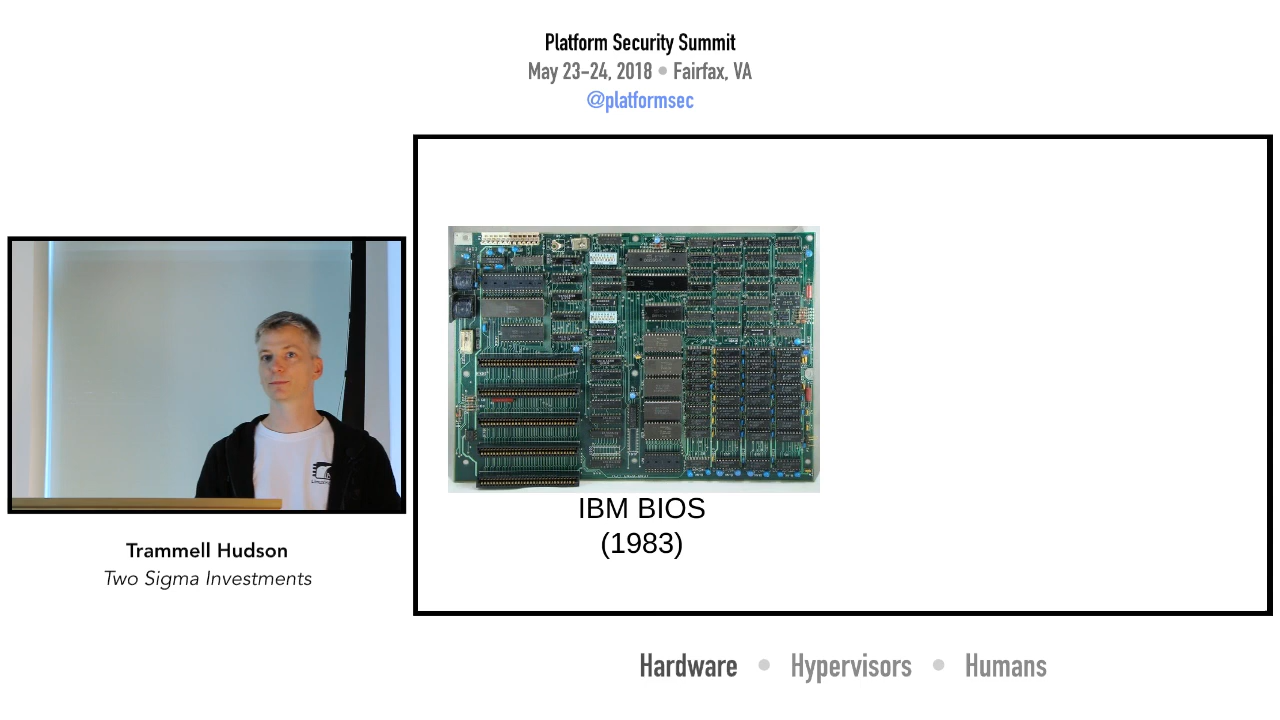 Platform Security Summit
May 23-24, 2018 • Fairfax, VA
@platformsec
IBM BIOS
(1983)
Trammell Hudson
Two Sigma Investments
Hardware • Hypervisors • Humans